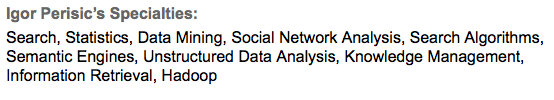 Igor Perisic's Specialties:
Search, Statistics, Data Mining, Social Network Analysis, Search Algorithms,
Semantic Engines, Unstructured Data Analysis, Knowledge Management,
Information Retrieval, Hadoop